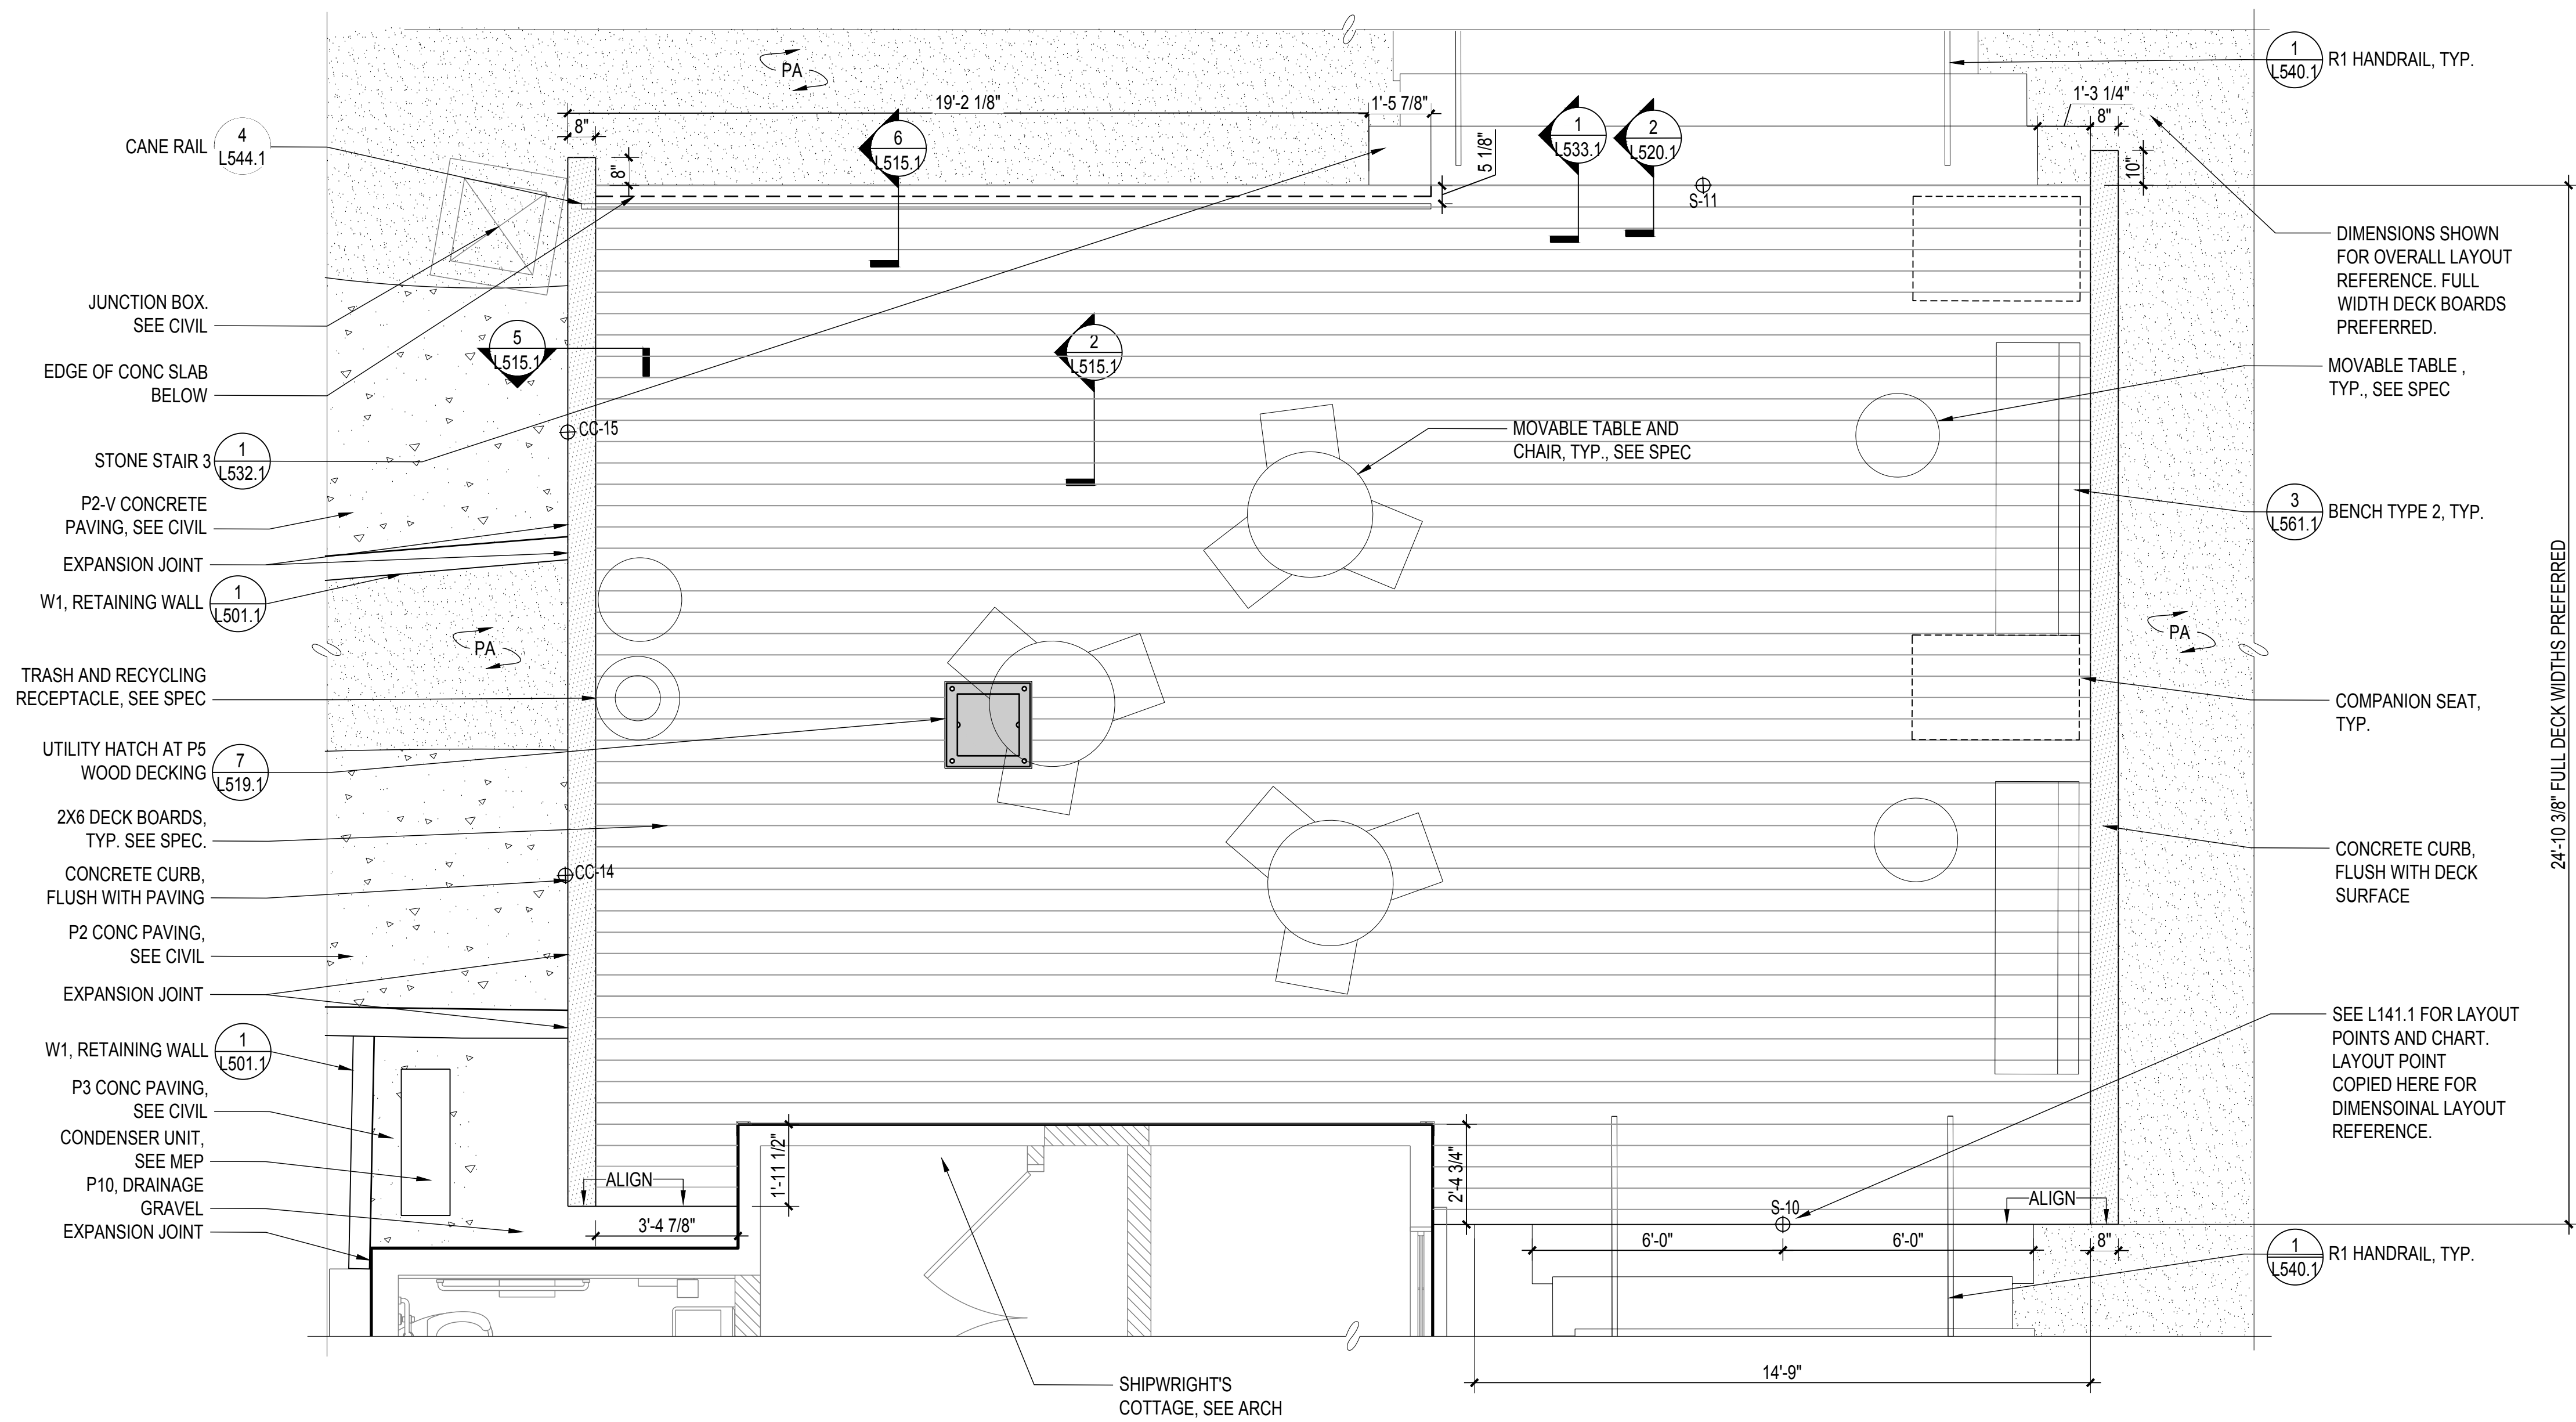 PA
19'-2 1/8"
1'-5 7/8"
8"
8"
5 1/8"
6
L515.1
1
L533.1
2
L520.1
S-11
1'-3 1/4"
8"
10"
1
L540.1
R1 HANDRAIL, TYP.
CANE RAIL
4
L544.1
JUNCTION BOX.
SEE CIVIL
EDGE OF CONC SLAB
BELOW
STONE STAIR 3
1
L532.1
P2-V CONCRETE
PAVING, SEE CIVIL
EXPANSION JOINT
W1, RETAINING WALL
1
L501.1
TRASH AND RECYCLING
RECEPTACLE, SEE SPEC
UTILITY HATCH AT P5
WOOD DECKING
7
L519.1
2X6 DECK BOARDS,
TYP. SEE SPEC.
CONCRETE CURB,
FLUSH WITH PAVING
P2 CONC PAVING,
SEE CIVIL
EXPANSION JOINT
W1, RETAINING WALL
1
L501.1
P3 CONC PAVING,
SEE CIVIL
CONDENSER UNIT,
SEE MEP
P10, DRAINAGE
GRAVEL
EXPANSION JOINT
5
L515.1
2
L515.1
CC-15
PA
CC-14
MOVABLE TABLE AND
CHAIR, TYP., SEE SPEC
ALIGN
3'-4 7/8"
1'-11 1/2"
2'-4 3/4"
S-10
ALIGN
6'-0"
6'-0"
8"
14'-9"
SHIPWRIGHT'S
COTTAGE, SEE ARCH
DIMENSIONS SHOWN
FOR OVERALL LAYOUT
REFERENCE. FULL
WIDTH DECK BOARDS
PREFERRED.
MOVABLE TABLE ,
TYP., SEE SPEC
3
L561.1
BENCH TYPE 2, TYP.
PA
COMPANION SEAT,
TYP.
CONCRETE CURB,
FLUSH WITH DECK
SURFACE
SEE L141.1 FOR LAYOUT
POINTS AND CHART.
LAYOUT POINT
COPIED HERE FOR
DIMENSOINAL LAYOUT
REFERENCE.
1
L540.1
R1 HANDRAIL, TYP.
24'-10 3/8" FULL DECK WIDTHS PREFERRED